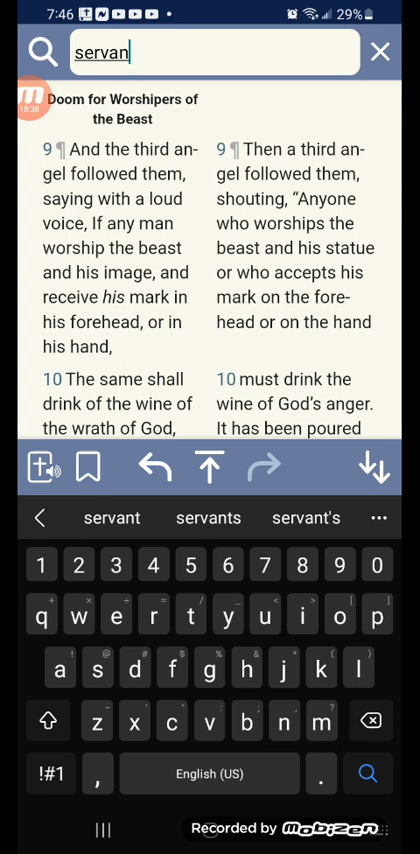 7:46 29%
servan
18:38
Doom for Worshipers of
the Beast
9 ¶ And the third an-
gel followed them,
saying with a loud
voice, If any man
worship the beast
and his image, and
receive his mark in
his forehead, or in
his hand,
10 The same shall
drink of the wine of
the wrath of God,
9 ¶ Then a third an-
gel followed them,
shouting, “Anyone
who worships the
beast and his statue
or who accepts his
mark on the fore-
head or on the hand
10 must drink the
wine of God’s anger.
It has been poured
servant servants servant's
1 2 3 4 5 6 7 8 9 0
q w e r t y u i o p
a s d f g h j k l
z x c v b n m
!#1 , English (US) .
Recorded by mobizen